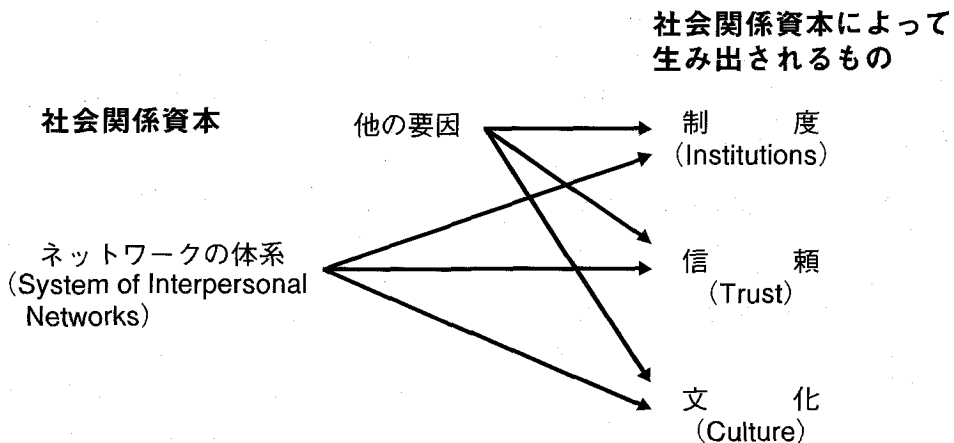 社会関係資本によって
生み出されるもの
社会関係資本
他の要因
制 度
(Institutions)
ネットワークの体系
(System of Interpersonal
Networks)
信 頼
(Trust)
文 化
(Culture)